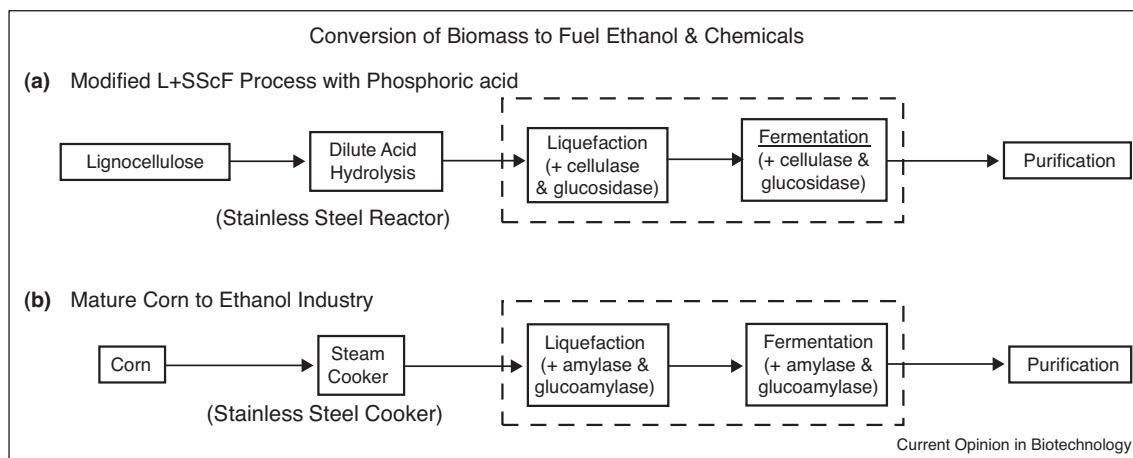 Conversion of Biomass to Fuel Ethanol & Chemicals
(a) Modified L+SScF Process with Phosphoric acid
Lignocellulose
Dilute Acid
Hydrolysis
(Stainless Steel Reactor)
Liquefaction
(+ cellulase
& glucosidase)
Fermentation
(+ cellulase &
glucosidase)
Purification
(b) Mature Corn to Ethanol Industry
Corn
Steam
Cooker
(Stainless Steel Cooker)
Liquefaction
(+ amylase &
glucoamylase)
Fermentation
(+ amylase &
glucoamylase)
Purification
Current Opinion in Biotechnology